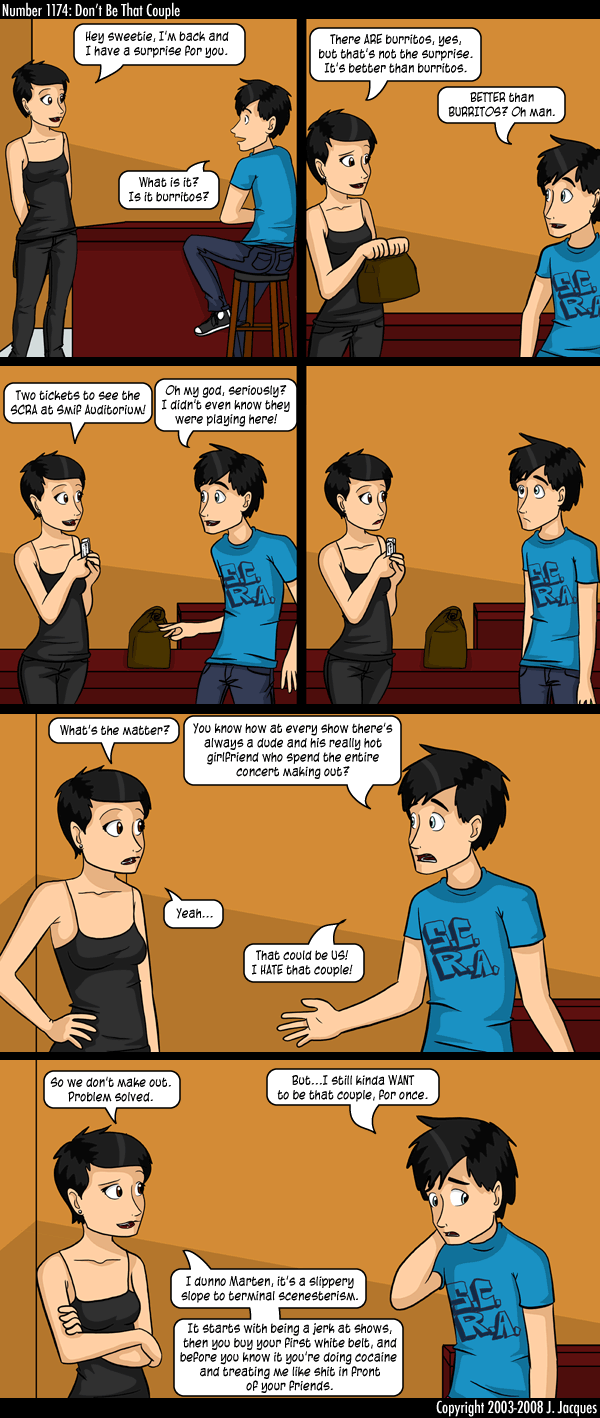 Number 1174: Don't Be That Couple
Hey sweetie, I'm back and
I have a surprise for you.
What is it?
Is it burritos?
There ARE burritos, yes,
but that's not the surprise.
It's better than burritos.
BETTER than
BURRITOS? Oh man.
S.C.
R.A.
Two tickets to see the
SCRA at Smif Auditorium!
Oh my god, seriously?
I didn't even know they
were playing here!
S.C.
R.A.
S.C.
R.A.
What's the matter?
You know how at every show there's
always a dude and his really hot
girlfriend who spend the entire
concert making out?
Yeah...
That could be US!
I HATE that couple!
S.C.
R.A.
So we don't make out.
Problem solved.
But...I still kinda WANT
to be that couple, for once.
I dunno Marten, it's a slippery
slope to terminal scenesterism.
It starts with being a jerk at shows,
then you buy your first white belt, and
before you know it you're doing cocaine
and treating me like shit in front
of your friends.
S.C.
R.A.
Copyright 2003-2008 J. Jacques